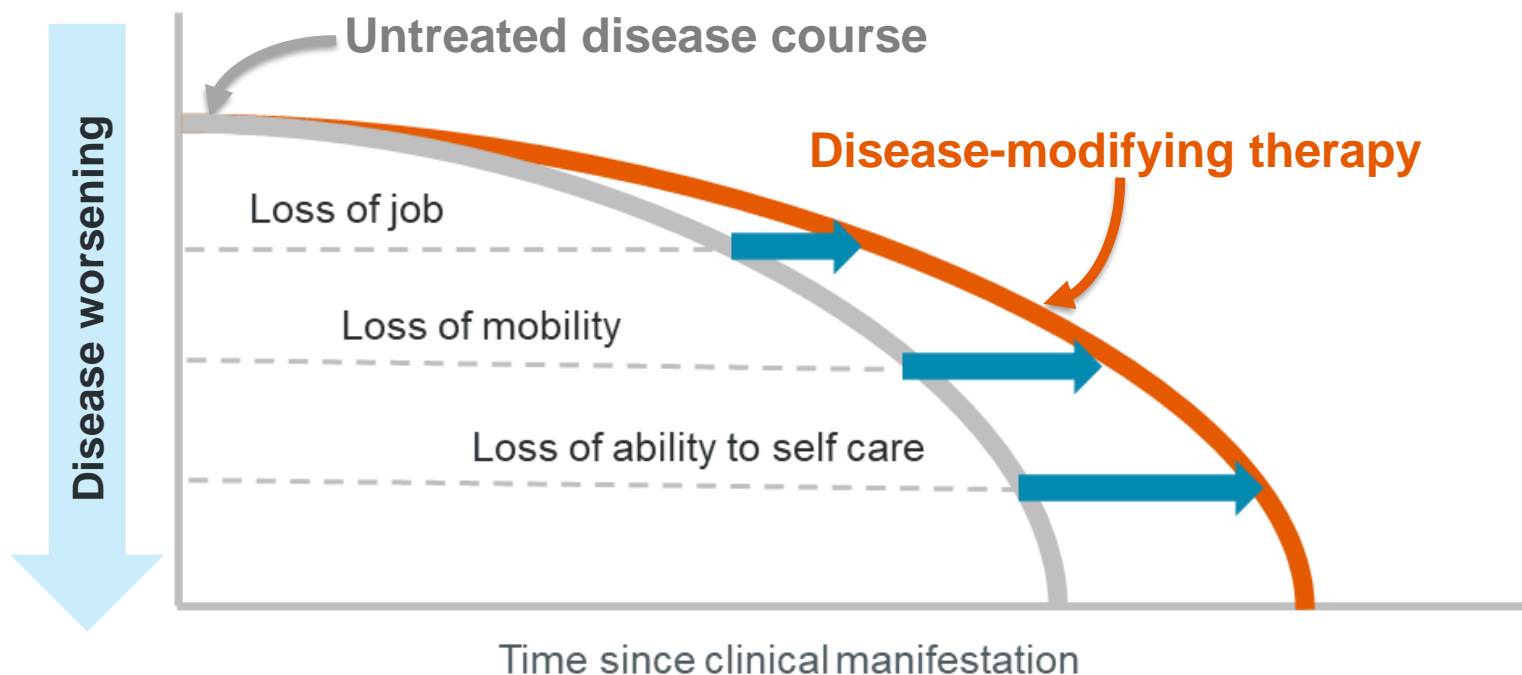 Untreated disease course
Disease-modifying therapy
Disease worsening
Loss of job
Loss of mobility
Loss of ability to self care
Time since clinical manifestation